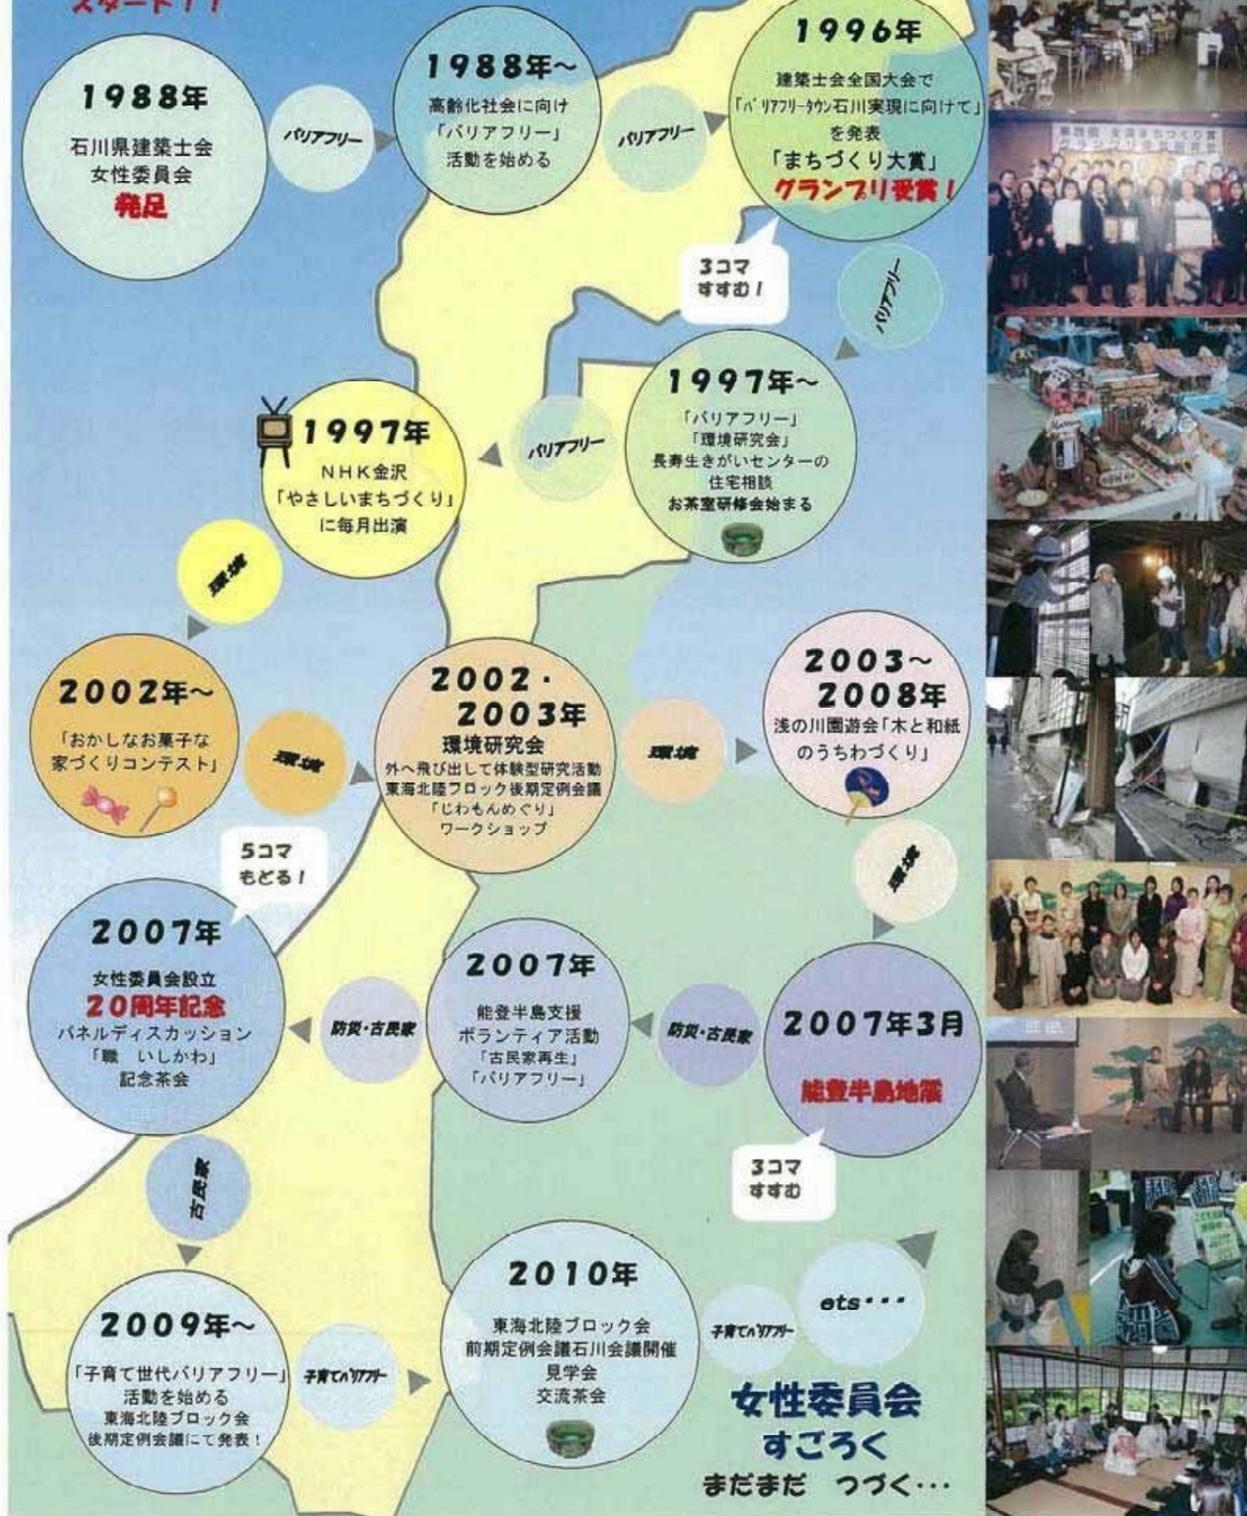 スタート！！
1988年
石川県建築士会
女性委員会
発足
バリアフリー
1988年～
高齢化社会に向け
「バリアフリー」
活動を始める
バリアフリー
1996年
建築士会全国大会で
「バリアフリータウン石川実現に向けて」
を発表
「まちづくり大賞」
グランプリ受賞！
3コマ
すすむ！
バリアフリー
1997年～
「バリアフリー」
「環境研究会」
長寿生きがいセンターの
住宅相談
お茶室研修会始まる
バリアフリー
1997年
NHK金沢
「やさしいまちづくり」
に毎月出演
環境
2002年～
「おかしなお菓子な
家づくりコンテスト」
環境
2002・
2003年
環境研究会
外へ飛び出して体験型研究活動
東海北陸ブロック後期定例会議
「じわもんめぐり」
ワークショップ
環境
2003～
2008年
浅の川園遊会「木と和紙
のうちわづくり」
環境
2007年3月
能登半島地震
3コマ
すすむ
防災・古民家
2007年
能登半島支援
ボランティア活動
「古民家再生」
「バリアフリー」
防災・古民家
5コマ
もどる！
2007年
女性委員会設立
20周年記念
パネルディスカッション
「職　いしかわ」
記念茶会
古民家
2009年～
「子育て世代バリアフリー」
活動を始める
東海北陸ブロック会
後期定例会議にて発表！
子育てバリアフリー
2010年
東海北陸ブロック会
前期定例会議石川会議開催
見学会
交流茶会
子育てバリアフリー
ets・・・
女性委員会
すごろく
まだまだ　つづく・・・